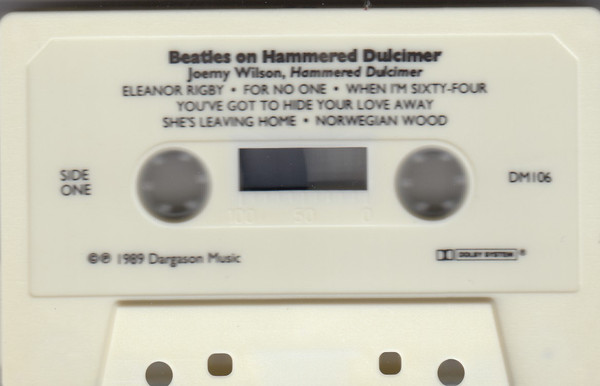 Beatles on Hammered Dulcimer
Joemy Wilson, Hammered Dulcimer
ELEANOR RIGBY • FOR NO ONE • WHEN I'M SIXTY-FOUR
YOU'VE GOT TO HIDE YOUR LOVE AWAY
SHE'S LEAVING HOME • NORWEGIAN WOOD
SIDE
ONE
DM106
100 50 0
©℗ 1989 Dargason Music
DOLBY SYSTEM ®